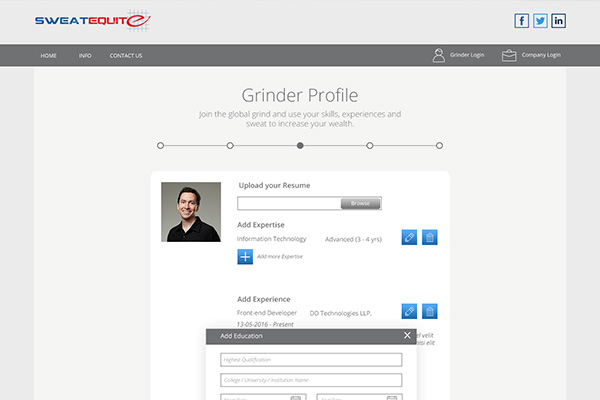 SWEATEQUITe
HOME INFO CONTACT US Grinder Login Company Login
Grinder Profile
Join the global grind and use your skills, experiences and
sweat to increase your wealth.
Upload your Resume
Browse
Add Expertise
Information Technology Advanced (3 - 4 yrs)
Add more Expertise
Add Experience
Front-end Developer DD Technologies LLP.
13-05-2016 - Present
velit
Add Education
Highest Qualification
College / University / Institution Name